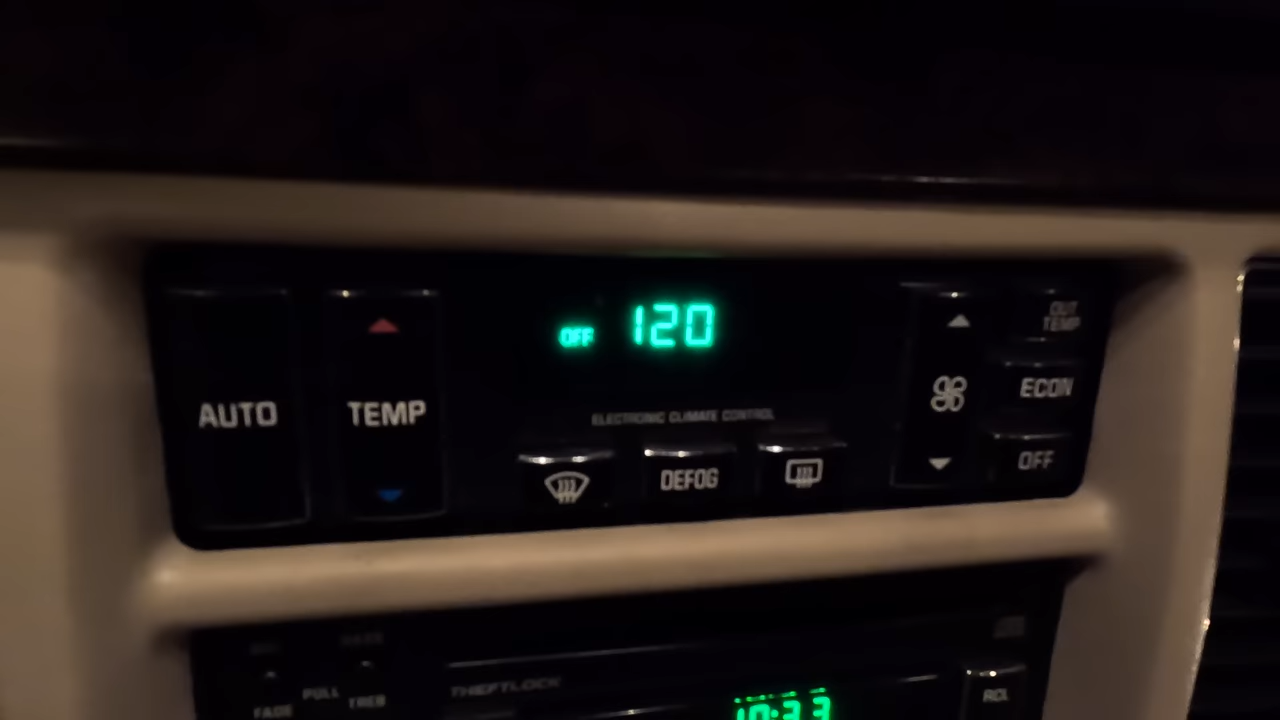 OFF 120
OUT
TEMP
AUTO
TEMP
ECON
ELECTRONIC CLIMATE CONTROL
DEFOG
OFF
THEFTLOCK
PULL
FADE
TREB
RCL
10:33